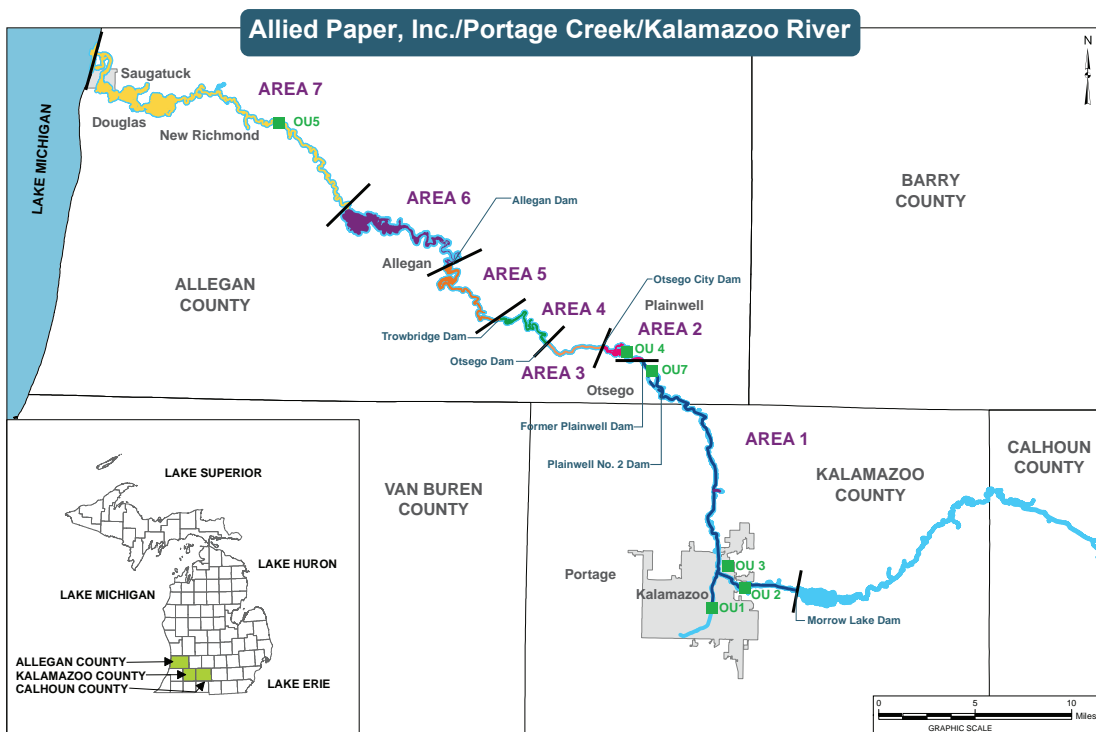 Allied Paper, Inc./Portage Creek/Kalamazoo River
N
Saugatuck
AREA 7
OU5
Douglas
New Richmond
LAKE MICHIGAN
BARRY
COUNTY
AREA 6
Allegan Dam
Allegan
ALLEGAN
COUNTY
AREA 5
Otsego City Dam
Plainwell
AREA 4
Trowbridge Dam
AREA 2
OU 4
Otsego Dam
AREA 3
OU7
Otsego
Former Plainwell Dam
AREA 1
Plainwell No. 2 Dam
CALHOUN
COUNTY
KALAMAZOO
COUNTY
VAN BUREN
COUNTY
LAKE SUPERIOR
LAKE HURON
LAKE MICHIGAN
OU 3
Portage
OU 2
Kalamazoo
OU1
Morrow Lake Dam
ALLEGAN COUNTY
KALAMAZOO COUNTY
CALHOUN COUNTY
LAKE ERIE
0
5
10
Miles
GRAPHIC SCALE